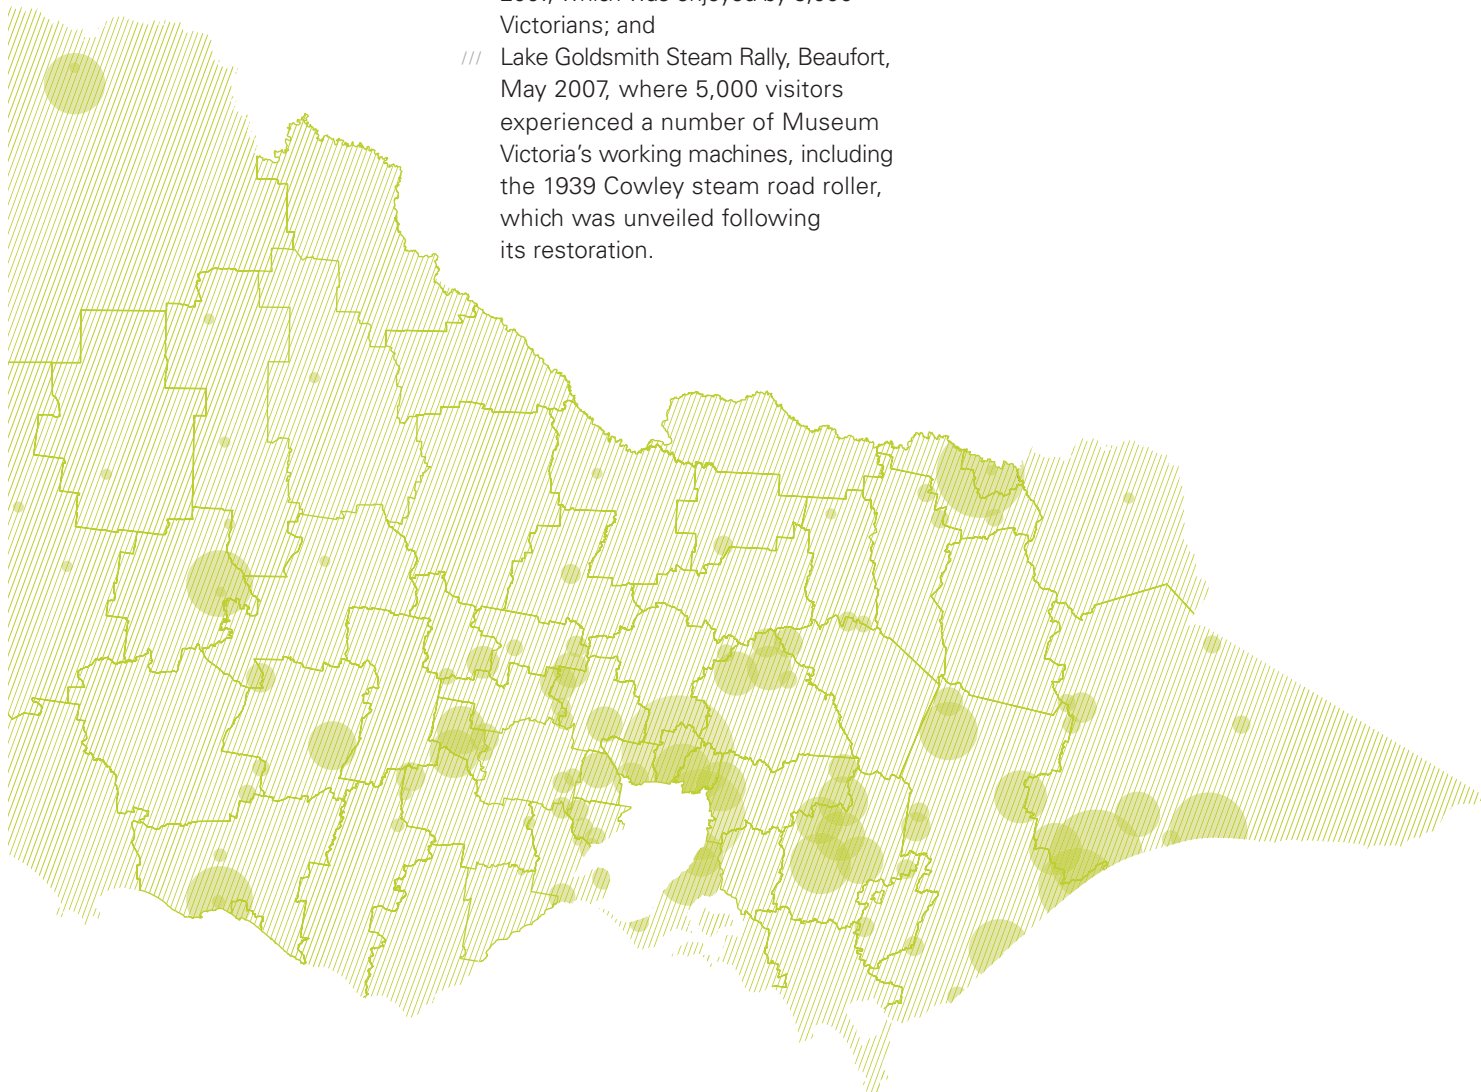 Victorians; and
/// Lake Goldsmith Steam Rally, Beaufort,
May 2007, where 5,000 visitors
experienced a number of Museum
Victoria's working machines, including
the 1939 Cowley steam road roller,
which was unveiled following
its restoration.